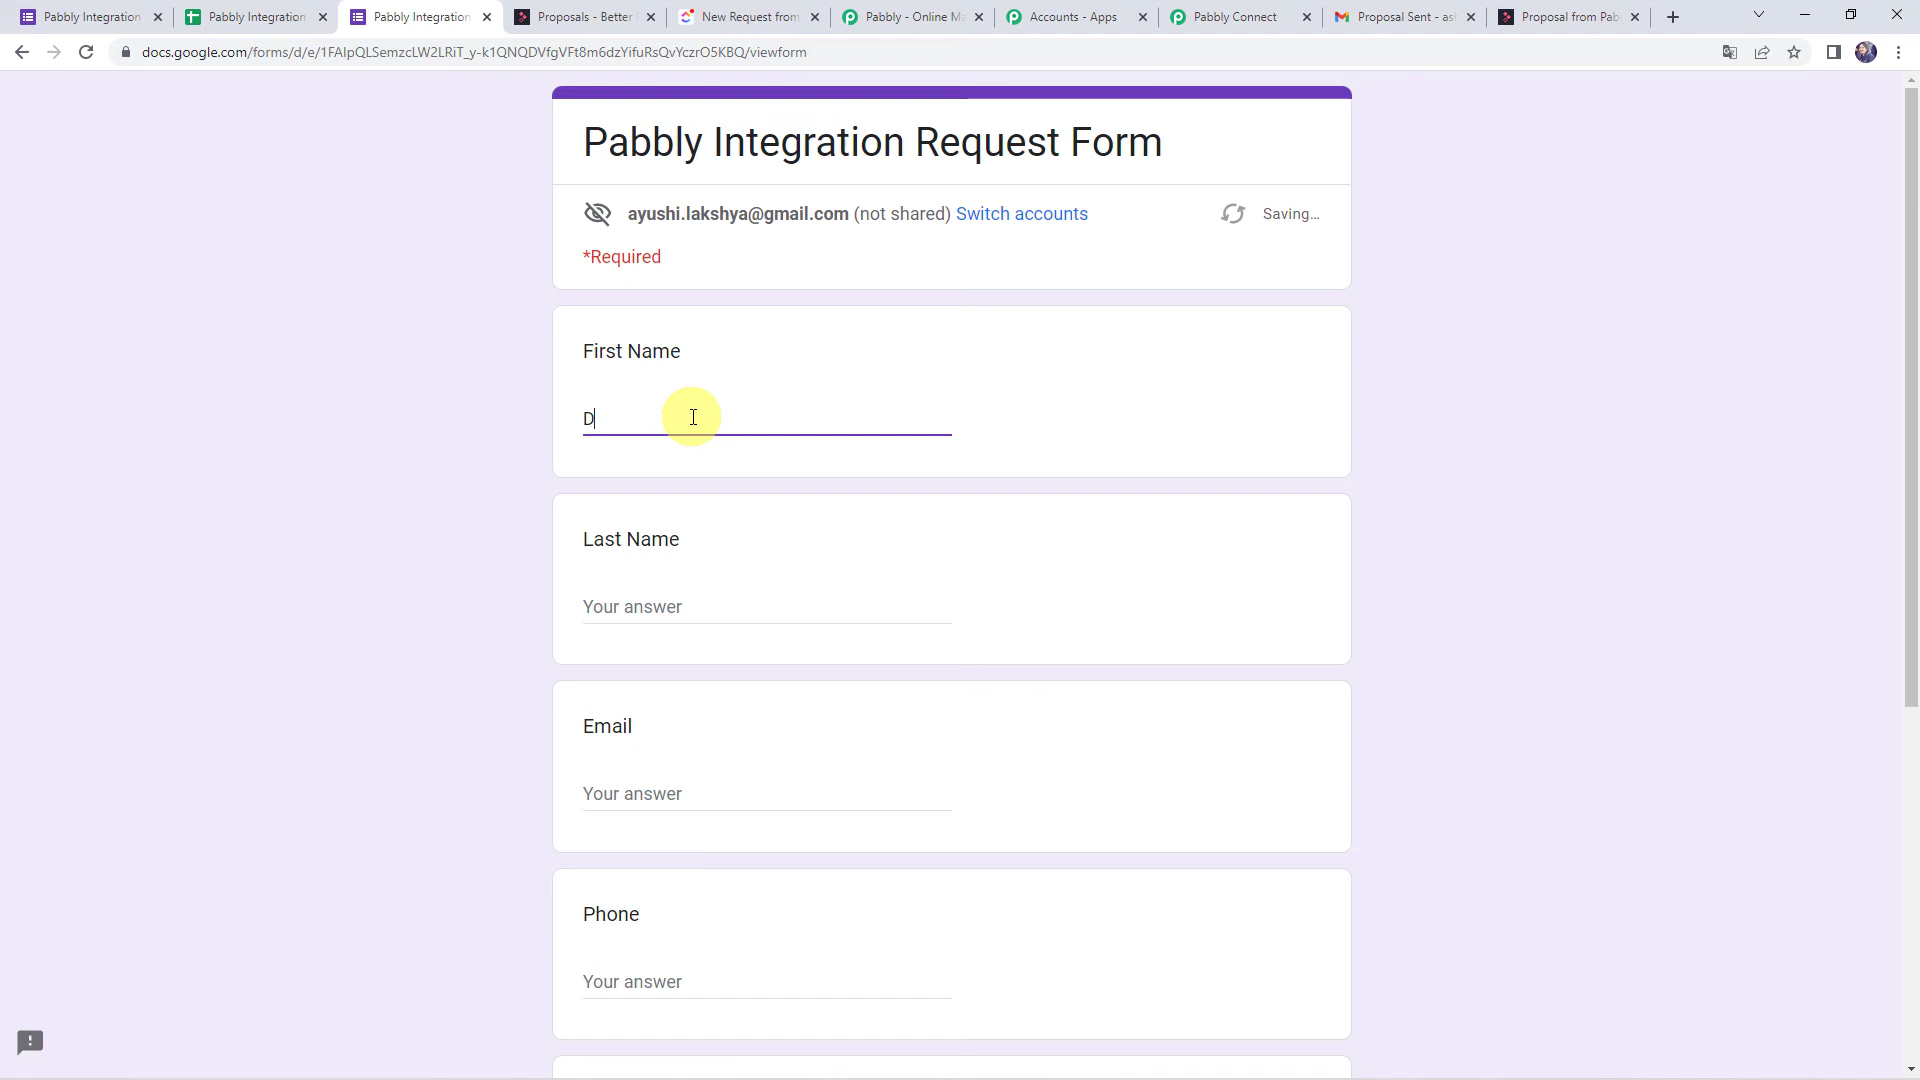 Pabbly Integration
Pabbly Integration
Pabbly Integration
Proposals - Better
New Request from
Pabbly - Online Ma
Accounts - Apps
Pabbly Connect
Proposal Sent - as
Proposal from Pab
docs.google.com/forms/d/e/1FAIpQLSemzcLW2LRiT_y-k1QNQDVfgVFt8m6dzYifuRsQvYczrO5KBQ/viewform
Pabbly Integration Request Form
ayushi.lakshya@gmail.com (not shared) Switch accounts
Saving...
*Required
First Name
D
Last Name
Your answer
Email
Your answer
Phone
Your answer